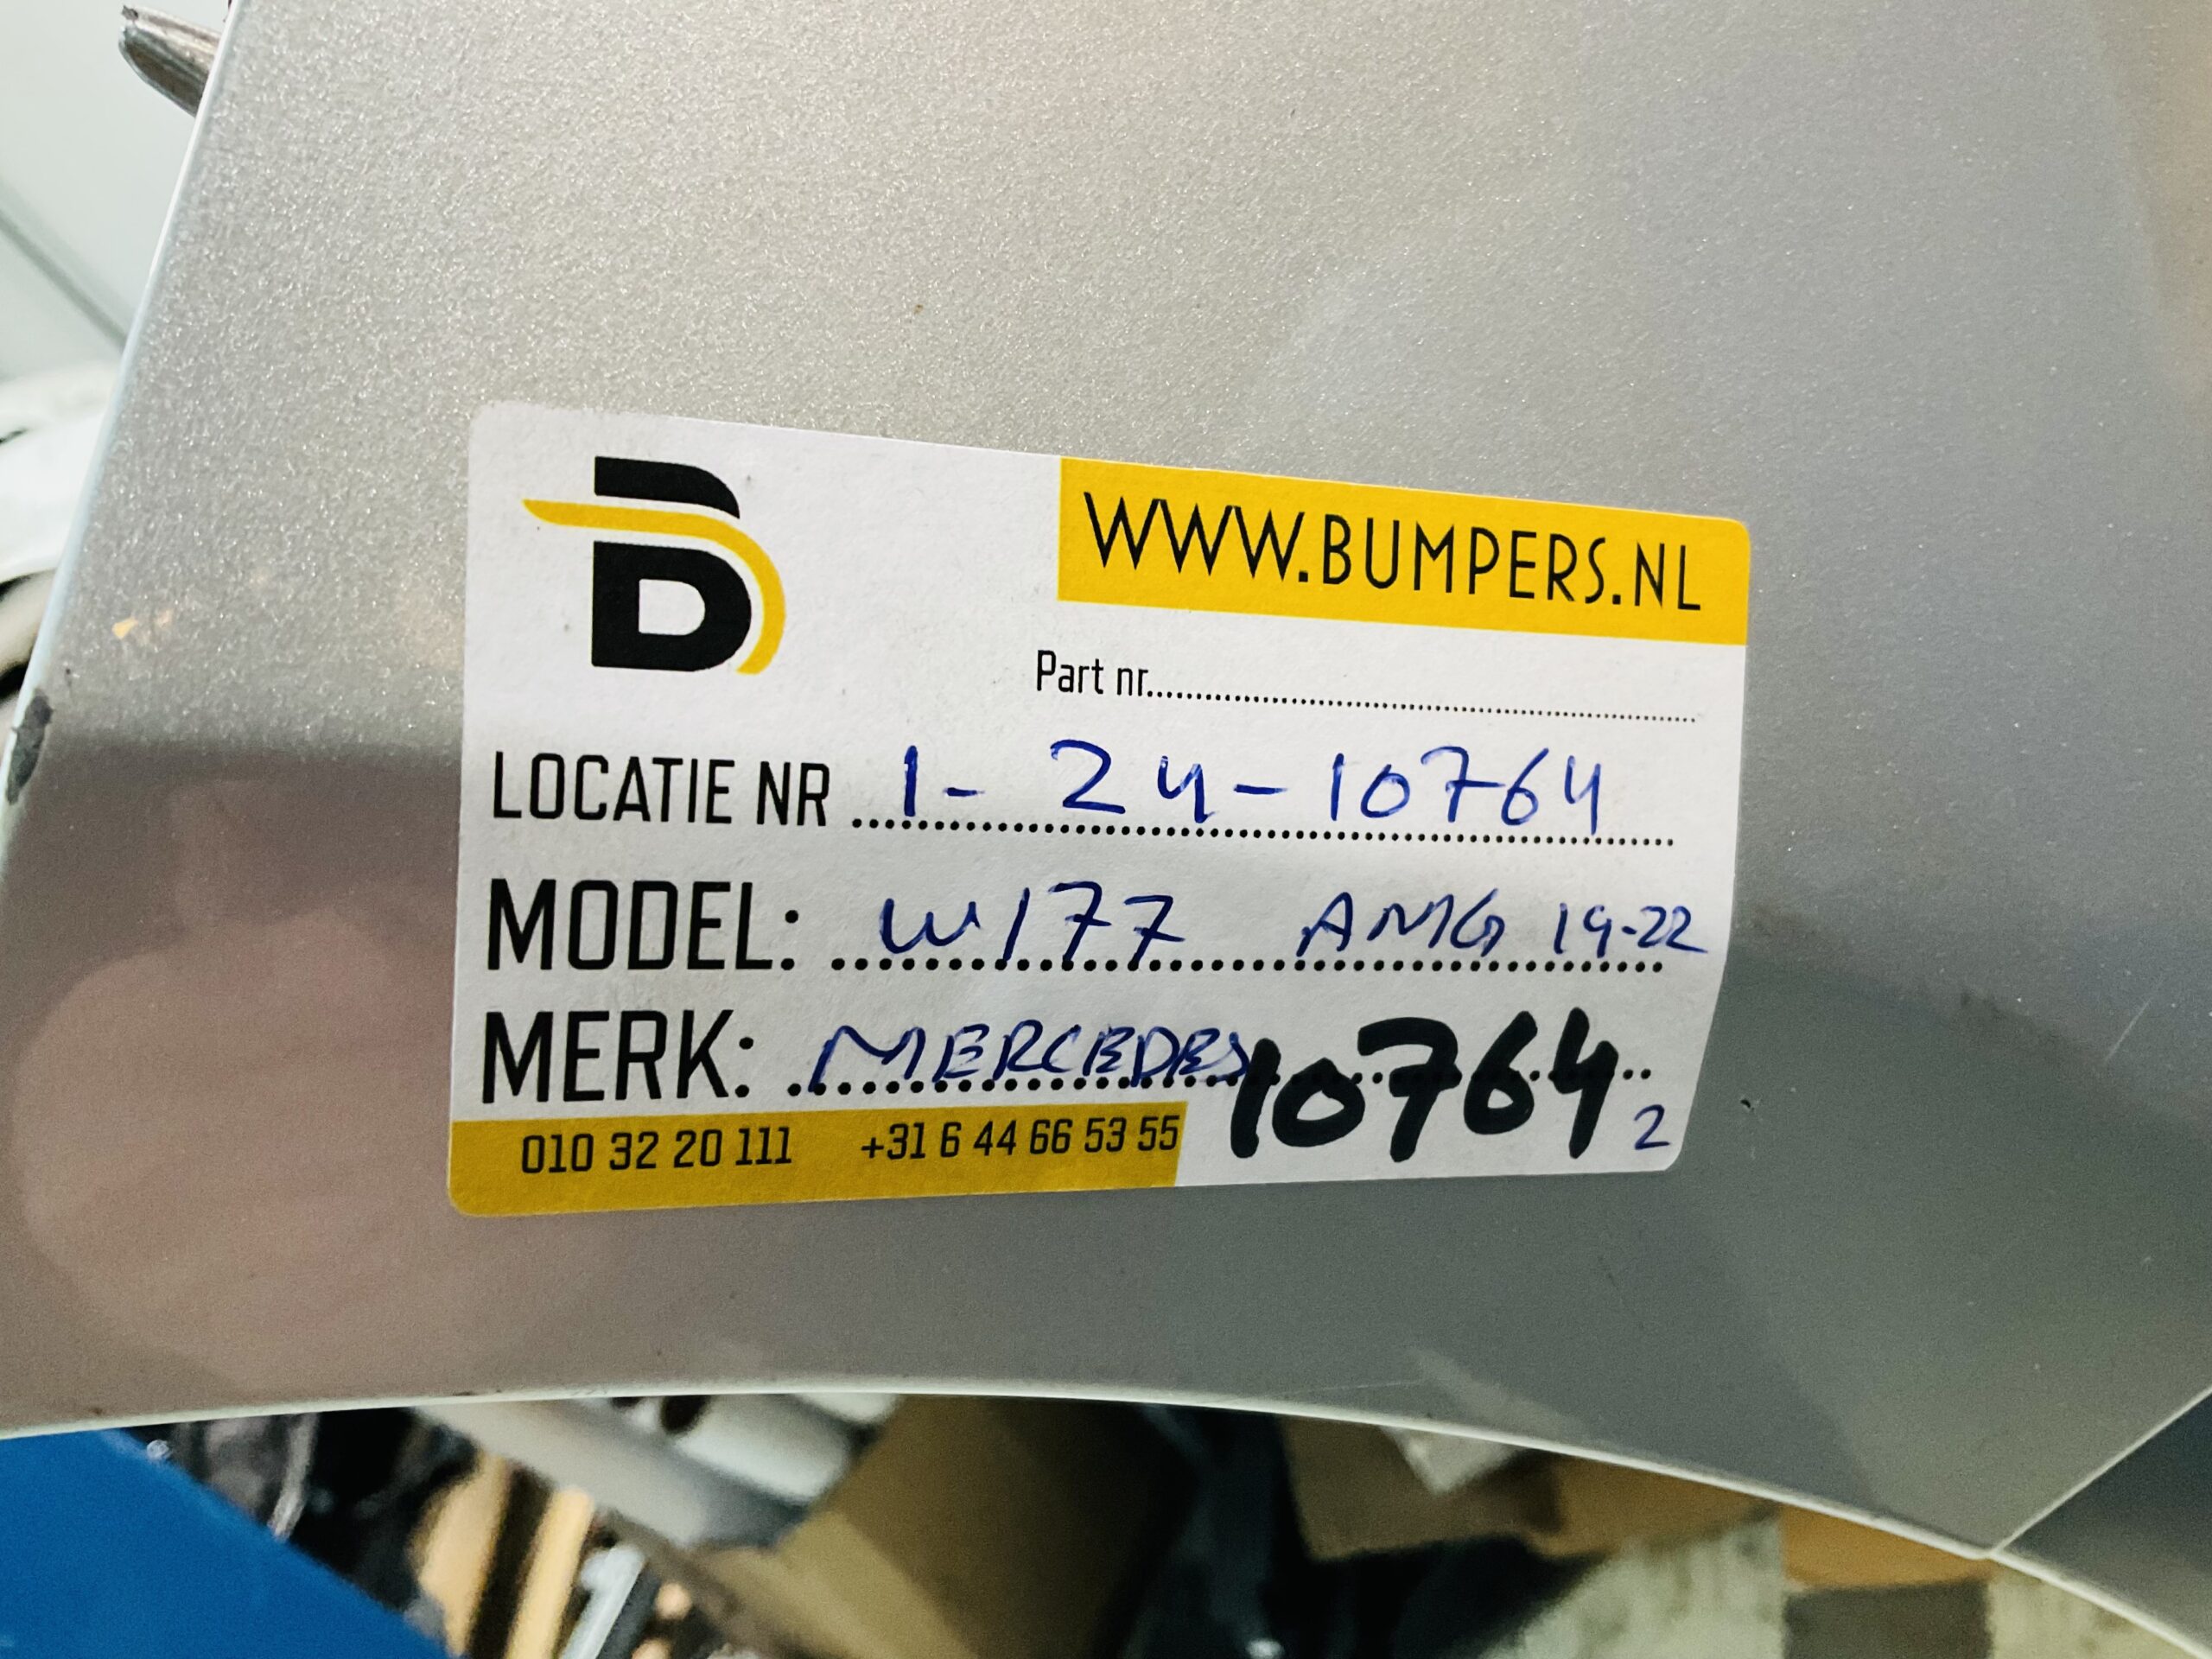 B
WWW.BUMPERS.NL
Part nr..........
LOCATIE NR 1- 24-10764
MODEL: W177 AMG 19-22
MERK: MERCEDES 10764
010 32 20 111 +31 6 44 66 53 55 2